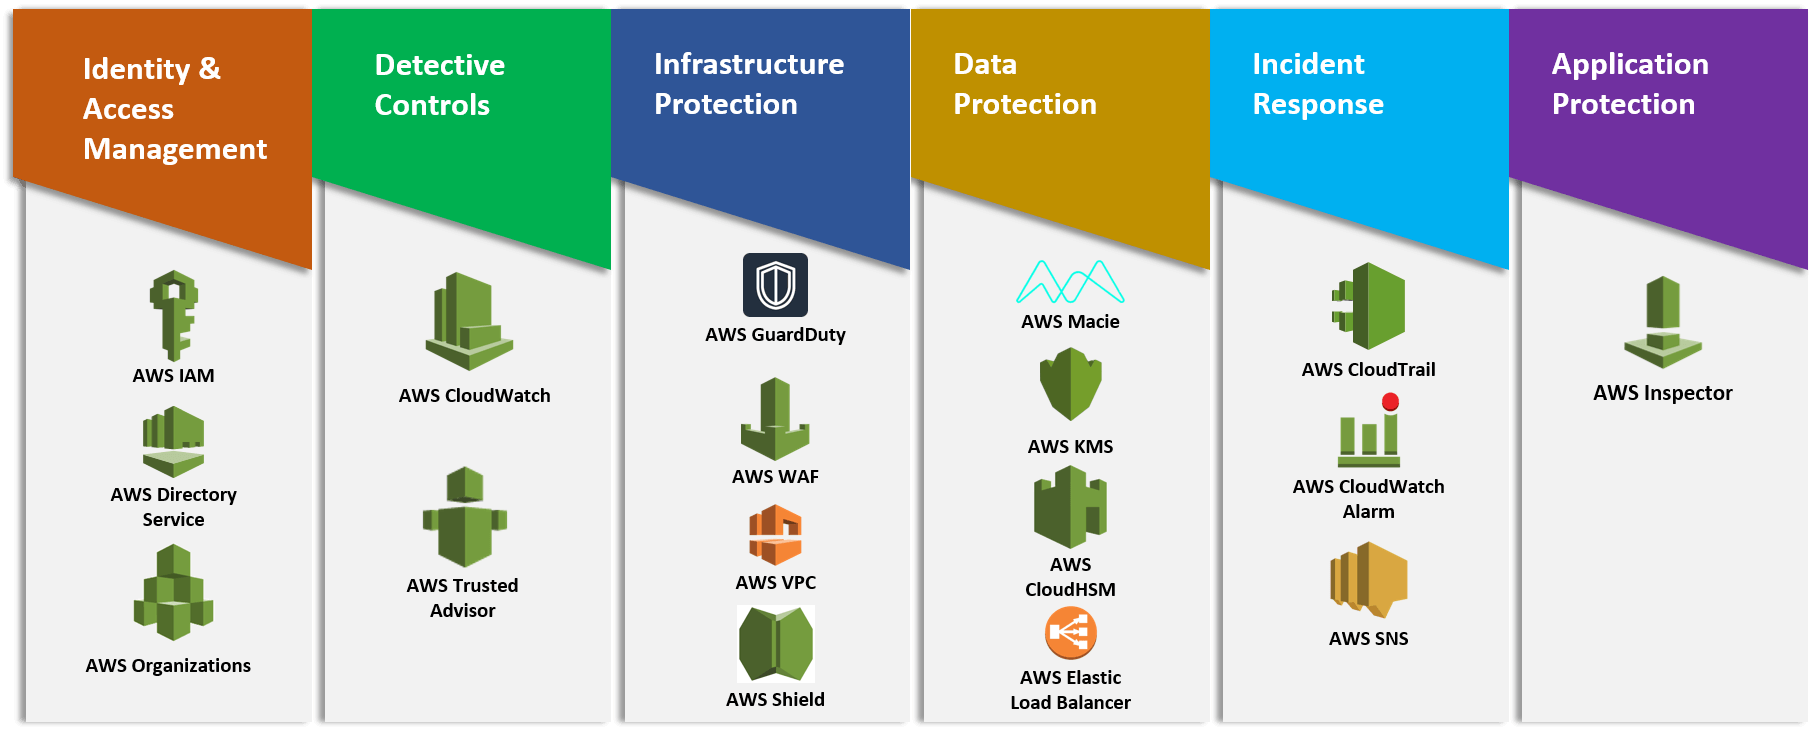 Identity &
Access
Management
AWS IAM
AWS Directory
Service
AWS Organizations
Detective
Controls
AWS CloudWatch
AWS Trusted
Advisor
Infrastructure
Protection
AWS GuardDuty
AWS WAF
AWS VPC
AWS Shield
Data
Protection
AWS Macie
AWS KMS
AWS
CloudHSM
AWS Elastic
Load Balancer
Incident
Response
AWS CloudTrail
AWS CloudWatch
Alarm
AWS SNS
Application
Protection
AWS Inspector